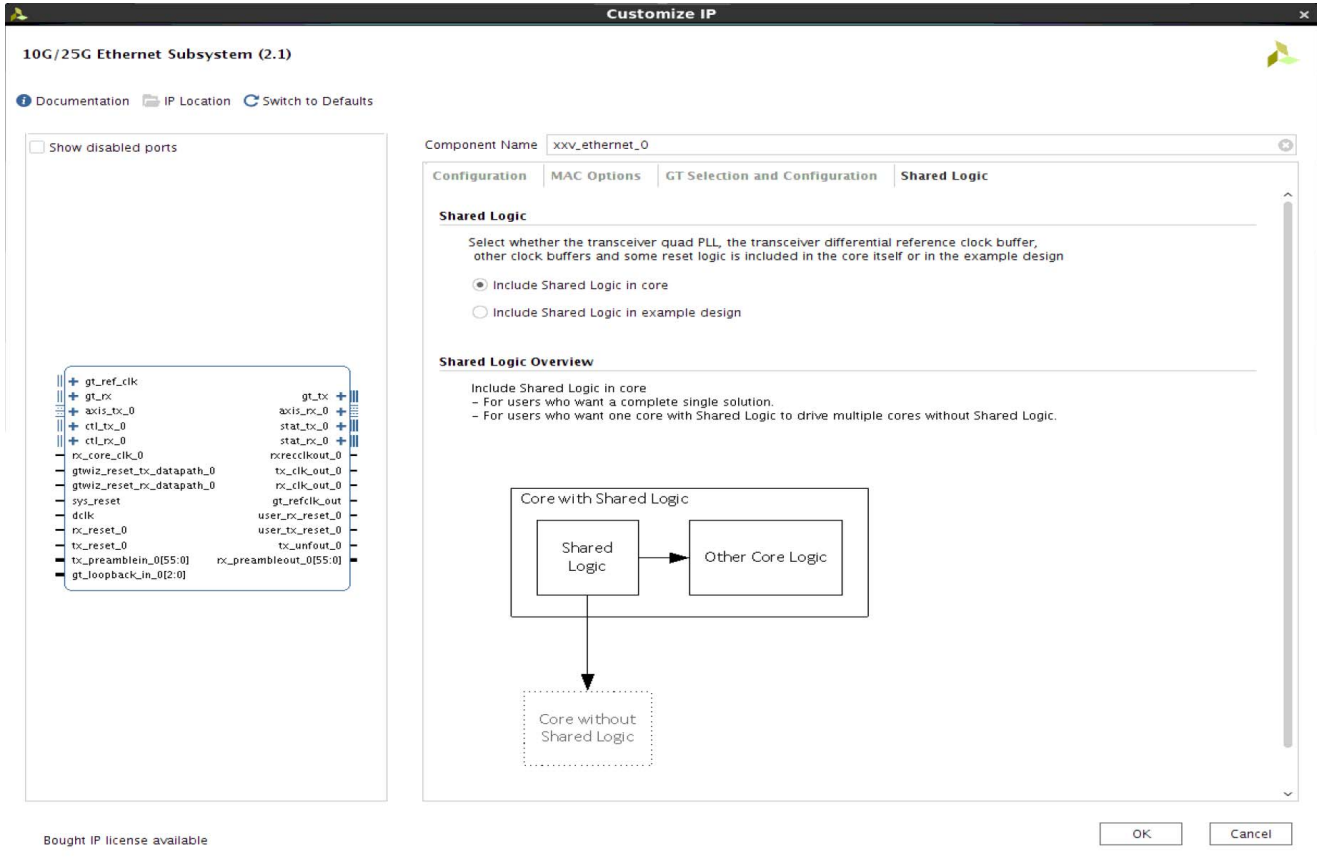 Customize IP
10G/25G Ethernet Subsystem (2.1)
Documentation IP Location Switch to Defaults
Show disabled ports
gt_ref_clk
gt_rx
axis_tx_0
ctl_tx_0
ctl_rx_0
rx_core_clk_0
gtwiz_reset_tx_datapath_0
gtwiz_reset_rx_datapath_0
sys_reset
dclk
rx_reset_0
tx_reset_0
tx_preamblein_0[55:0]
gt_loopback_in_0[2:0]
gt_tx
axis_rx_0
stat_tx_0
stat_rx_0
rxrecclkout_0
tx_clk_out_0
rx_clk_out_0
gt_refclk_out
user_rx_reset_0
user_tx_reset_0
tx_unfout_0
rx_preambleout_0[55:0]
Component Name xxv_ethernet_0
Configuration MAC Options GT Selection and Configuration Shared Logic
Shared Logic
Select whether the transceiver quad PLL, the transceiver differential reference clock buffer,
other clock buffers and some reset logic is included in the core itself or in the example design
Include Shared Logic in core
Include Shared Logic in example design
Shared Logic Overview
Include Shared Logic in core
– For users who want a complete single solution.
– For users who want one core with Shared Logic to drive multiple cores without Shared Logic.
Core with Shared Logic
Shared
Logic
Other Core Logic
Core without
Shared Logic
Bought IP license available
OK Cancel